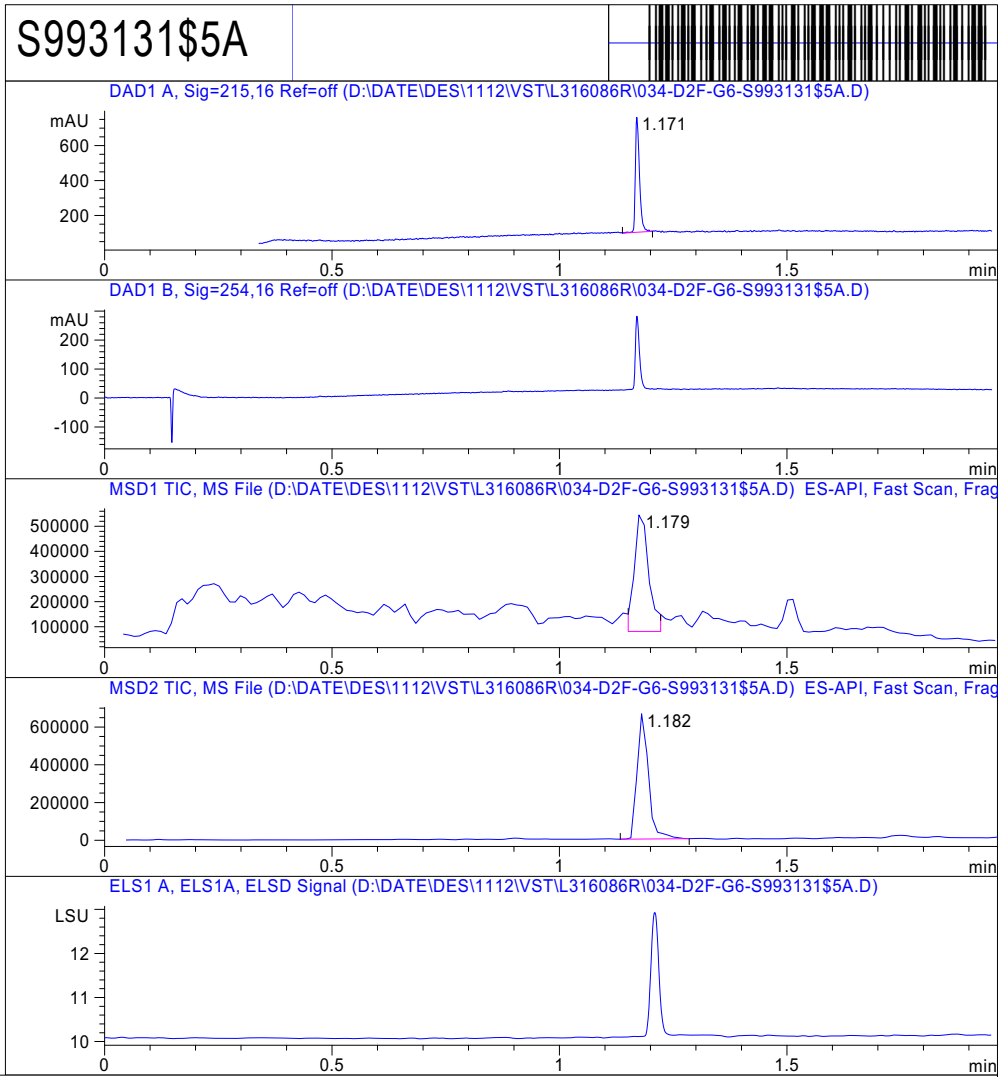 S993131$5A
DAD1 A, Sig=215,16 Ref=off (D:\DATE\DES\1112\VST\L316086R\034-D2F-G6-S993131$5A.D)
mAU
1.171
600
400
200
0 0.5 1 1.5 min
DAD1 B, Sig=254,16 Ref=off (D:\DATE\DES\1112\VST\L316086R\034-D2F-G6-S993131$5A.D)
mAU
200
100
0
-100
0 0.5 1 1.5 min
MSD1 TIC, MS File (D:\DATE\DES\1112\VST\L316086R\034-D2F-G6-S993131$5A.D) ES-API, Fast Scan, Frag
500000
1.179
400000
300000
200000
100000
0 0.5 1 1.5 min
MSD2 TIC, MS File (D:\DATE\DES\1112\VST\L316086R\034-D2F-G6-S993131$5A.D) ES-API, Fast Scan, Frag
1.182
600000
400000
200000
0
0 0.5 1 1.5 min
ELS1 A, ELS1A, ELSD Signal (D:\DATE\DES\1112\VST\L316086R\034-D2F-G6-S993131$5A.D)
LSU
12
11
10
0 0.5 1 1.5 min